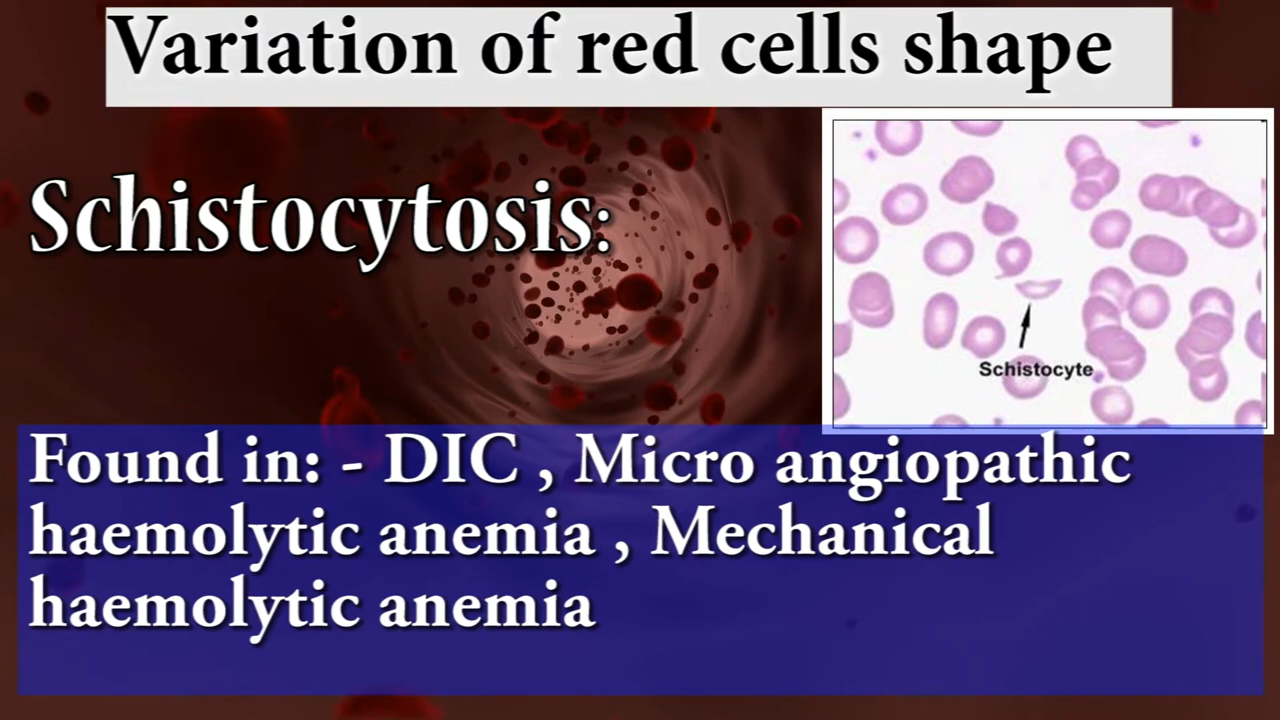 Variation of red cells shape
Schistocytosis:
Schistocyte
Found in: - DIC , Micro angiopathic
haemolytic anemia , Mechanical
haemolytic anemia